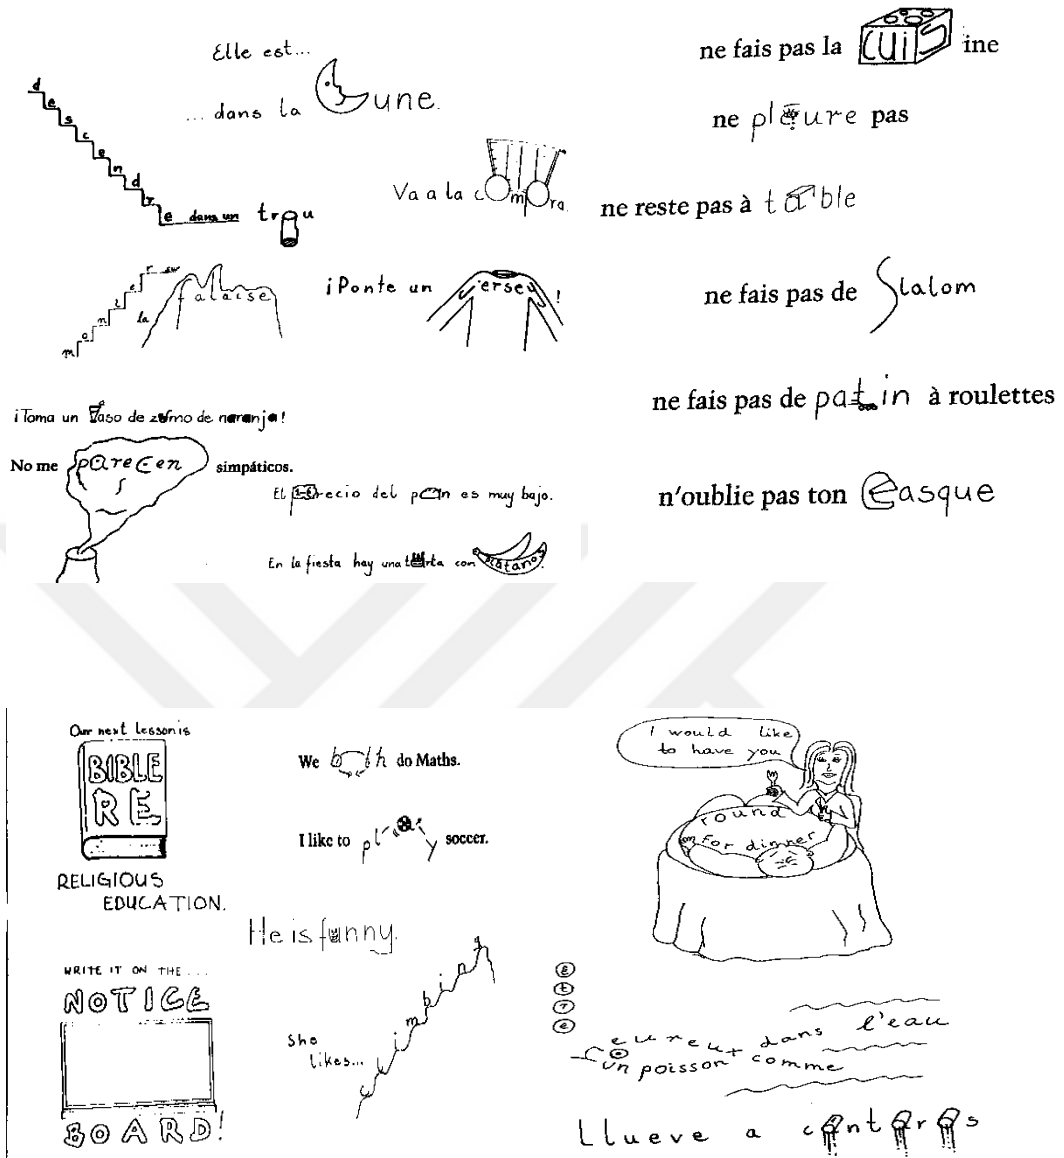 Elle est...
... dans la Lune.
descendre dans un trou
Va a la compra.
monter sur
la falaise
¡Ponte un jersey!
¡Toma un vaso de zumo de naranja!
No me parecen simpáticos.
El precio del pan es muy bajo.
En la fiesta hay una tarta con plátanos.
ne fais pas la cuisine
ne pleure pas
ne reste pas à table
ne fais pas de slalom
ne fais pas de patin à roulettes
n'oublie pas ton casque
Our next lesson is
BIBLE
RE
RELIGIOUS
EDUCATION.
WRITE IT ON THE ...
NOTICE
BOARD!
We both do Maths.
I like to play soccer.
He is funny.
She
likes...
climbing
I would like
to have you
round
for dinner
être
heureux comme
un poisson dans l'eau
Llueve a cántaros